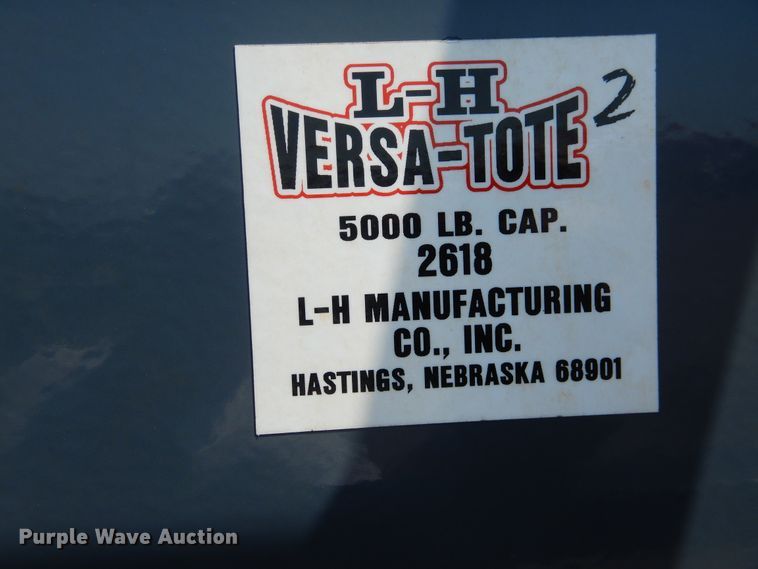 L-H
VERSA-TOTE 2
5000 LB. CAP.
2618
L-H MANUFACTURING
CO., INC.
HASTINGS, NEBRASKA 68901
Purple Wave Auction